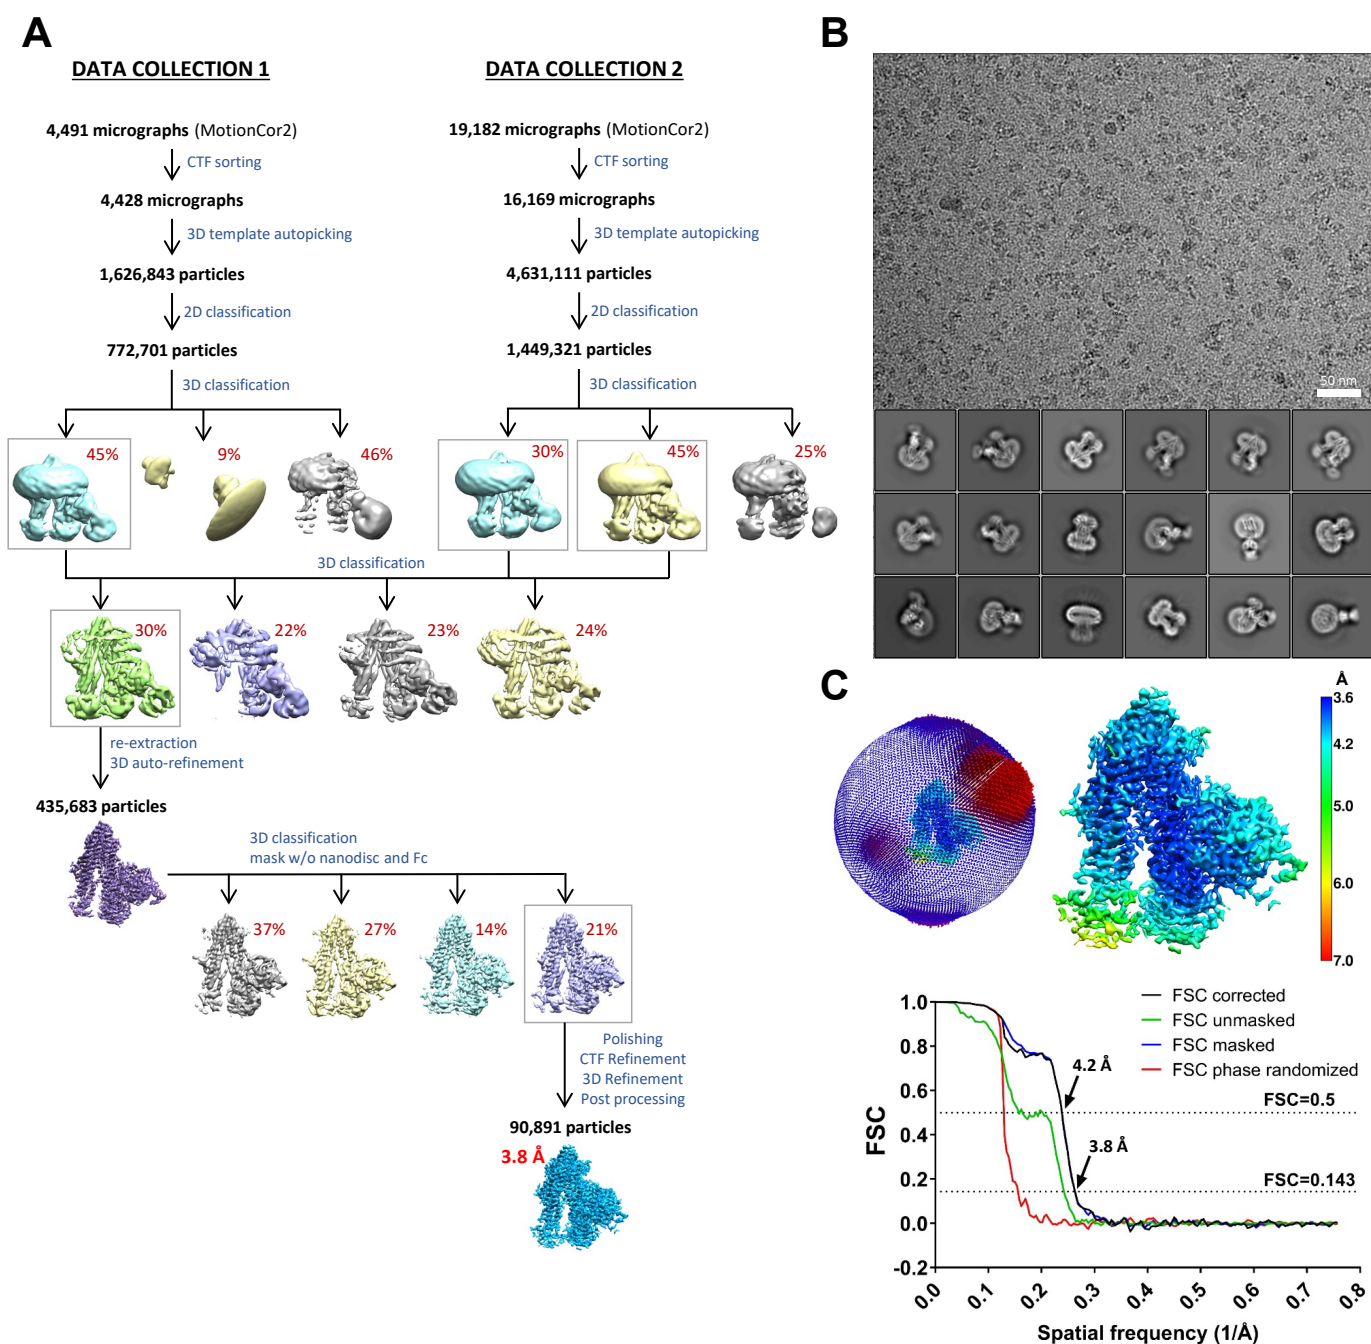 A
DATA COLLECTION 1
4,491 micrographs (MotionCor2)
CTF sorting
4,428 micrographs
3D template autopicking
1,626,843 particles
2D classification
772,701 particles
3D classification
45%
9%
46%
DATA COLLECTION 2
19,182 micrographs (MotionCor2)
CTF sorting
16,169 micrographs
3D template autopicking
4,631,111 particles
2D classification
1,449,321 particles
3D classification
30%
45%
25%
3D classification
30%
22%
23%
24%
re-extraction
3D auto-refinement
435,683 particles
3D classification
mask w/o nanodisc and Fc
37%
27%
14%
21%
Polishing
CTF Refinement
3D Refinement
Post processing
90,891 particles
3.8 Å
B
50 nm
C
Å
3.6
4.2
5.0
6.0
7.0
FSC corrected
FSC unmasked
FSC masked
FSC phase randomized
4.2 Å
FSC=0.5
3.8 Å
FSC=0.143
FSC
1.0
0.8
0.6
0.4
0.2
0.0
-0.2
0.0
0.1
0.2
0.3
0.4
0.5
0.6
0.7
0.8
Spatial frequency (1/Å)